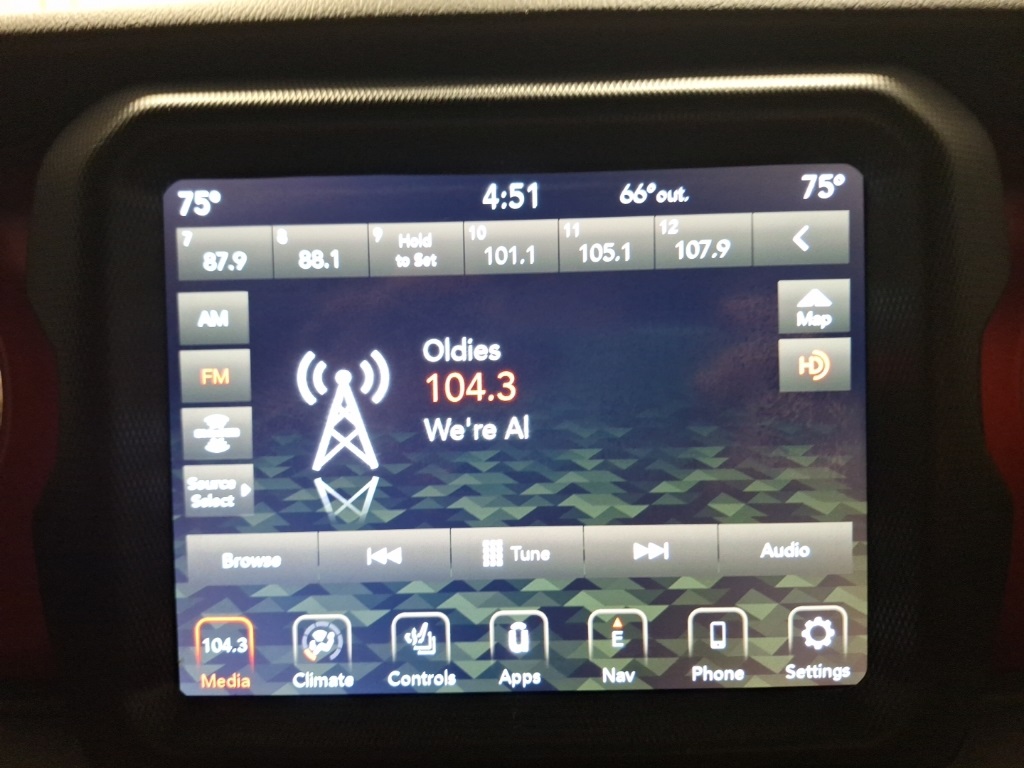 75° 4:51 66° out. 75°
7 87.9 8 88.1 9 Hold to Set 10 101.1 11 105.1 12 107.9
AM
Map
FM
HD
Oldies
104.3
We're Al
Source
Select
Browse Tune Audio
104.3 E
Media Climate Controls Apps Nav Phone Settings